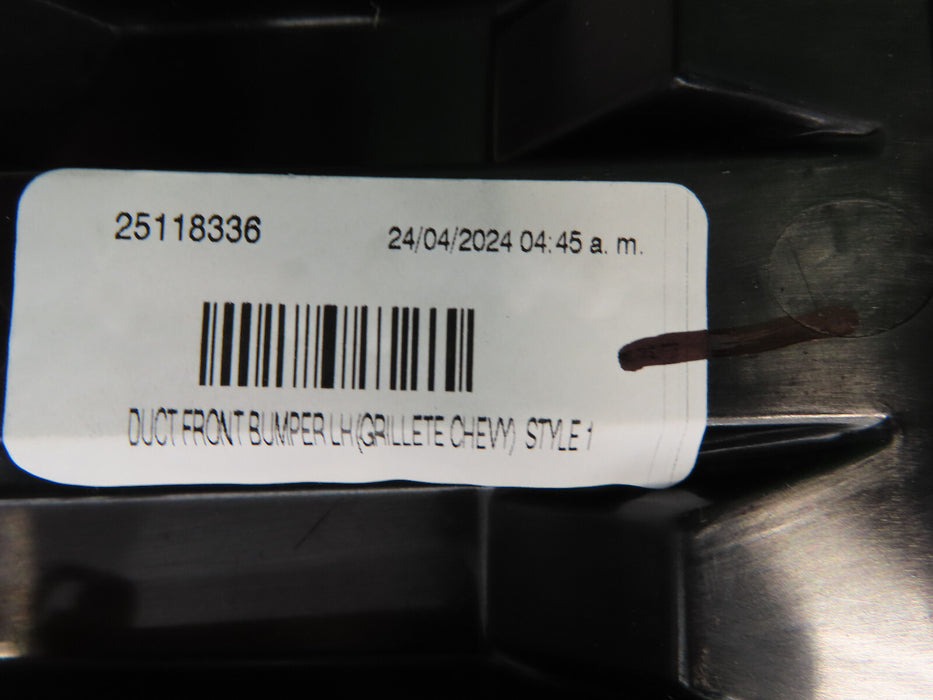 25118336
24/04/2024 04:45 a. m.
DUCT FRONT BUMPER LH (GRILLETE CHEVY) STYLE 1